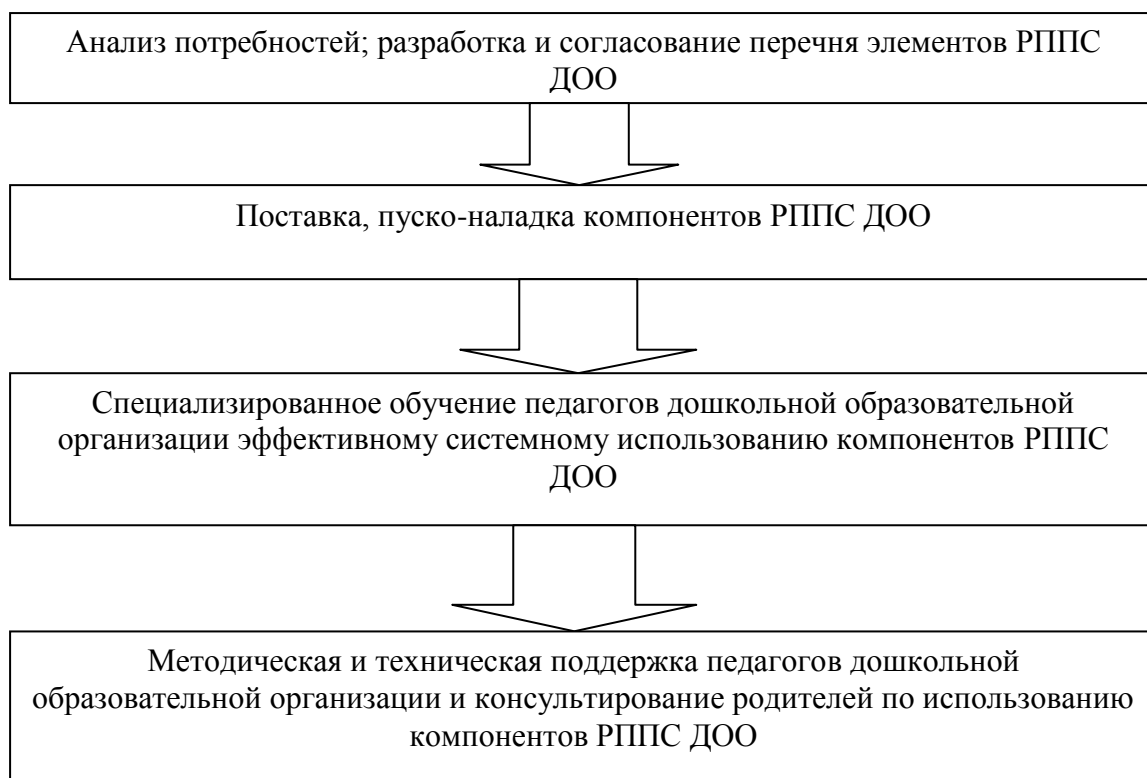 Анализ потребностей; разработка и согласование перечня элементов РППС
ДОО
Поставка, пуско-наладка компонентов РППС ДОО
Специализированное обучение педагогов дошкольной образовательной
организации эффективному системному использованию компонентов РППС
ДОО
Методическая и техническая поддержка педагогов дошкольной
образовательной организации и консультирование родителей по использованию
компонентов РППС ДОО